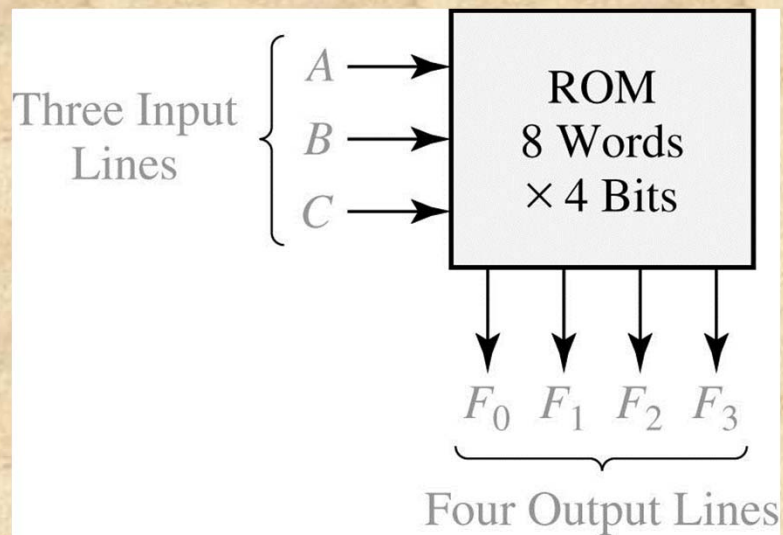 Three Input
Lines
A
B
C
ROM
8 Words
× 4 Bits
F₀ F₁ F₂ F₃
Four Output Lines